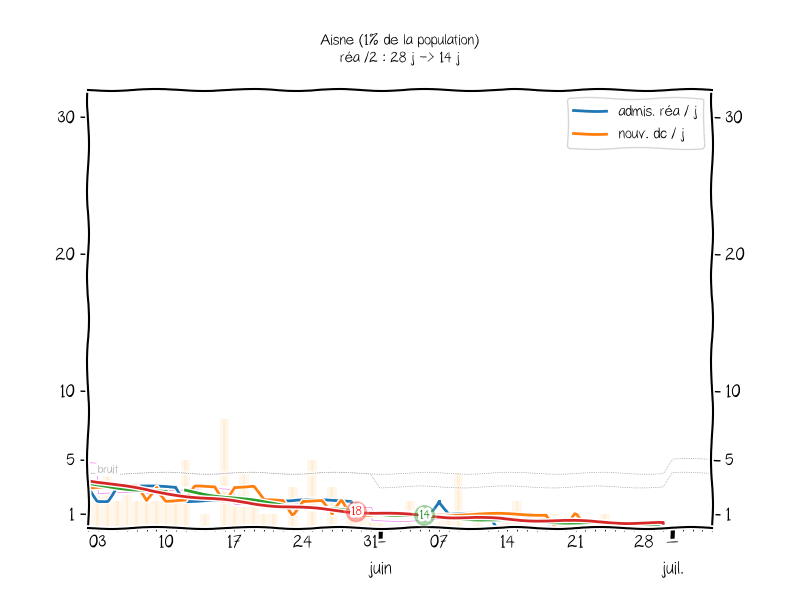 Aisne (1% de la population)
réa /2 : 28 j -> 14 j
admis. réa / j
nouv. dc / j
30
30
20
20
10
10
5
5
bruit
1
1
18
14
03 10 17 24 31 07 14 21 28
juin juil.